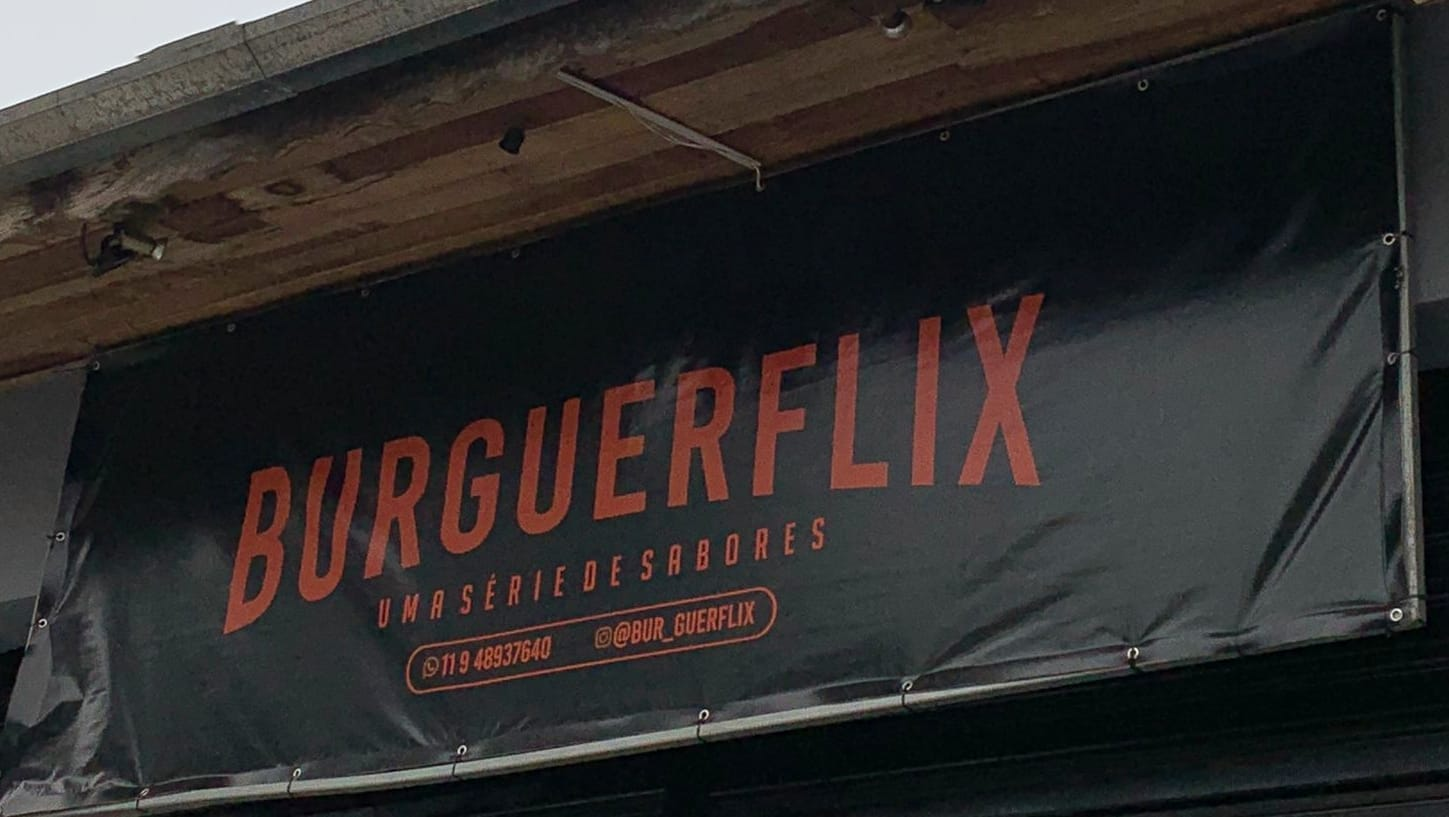 BURGUERFLIX
UMA SÉRIE DE SABORES
11 9 48937640 @BUR_GUERFLIX